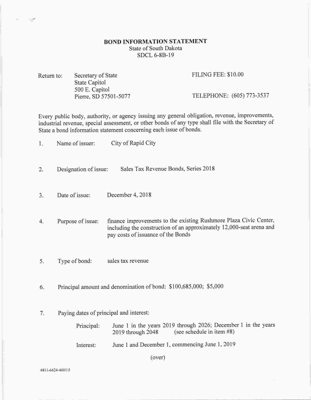 BOND INFORMATION STATEMENT
State of South Dakota
SDCL 6-8B-19
Return to: Secretary of State FILING FEE: $10.00
State Capitol
500 E. Capitol
Pierre, SD 57501-5077 TELEPHONE: (605) 773-3537
Every public body, authority, or agency issuing any general obligation, revenue, improvements,
industrial revenue, special assessment, or other bonds of any type shall file with the Secretary of
State a bond information statement concerning each issue of bonds.
1. Name of issuer: City of Rapid City
2. Designation of issue: Sales Tax Revenue Bonds, Series 2018
3. Date of issue: December 4, 2018
4. Purpose of issue: finance improvements to the existing Rushmore Plaza Civic Center,
including the construction of an approximately 12,000-seat arena and
pay costs of issuance of the Bonds
5. Type of bond: sales tax revenue
6. Principal amount and denomination of bond: $100,685,000; $5,000
7. Paying dates of principal and interest:
Principal: June 1 in the years 2019 through 2026; December 1 in the years
2019 through 2048 (see schedule in item #8)
Interest: June 1 and December 1, commencing June 1, 2019
(over)